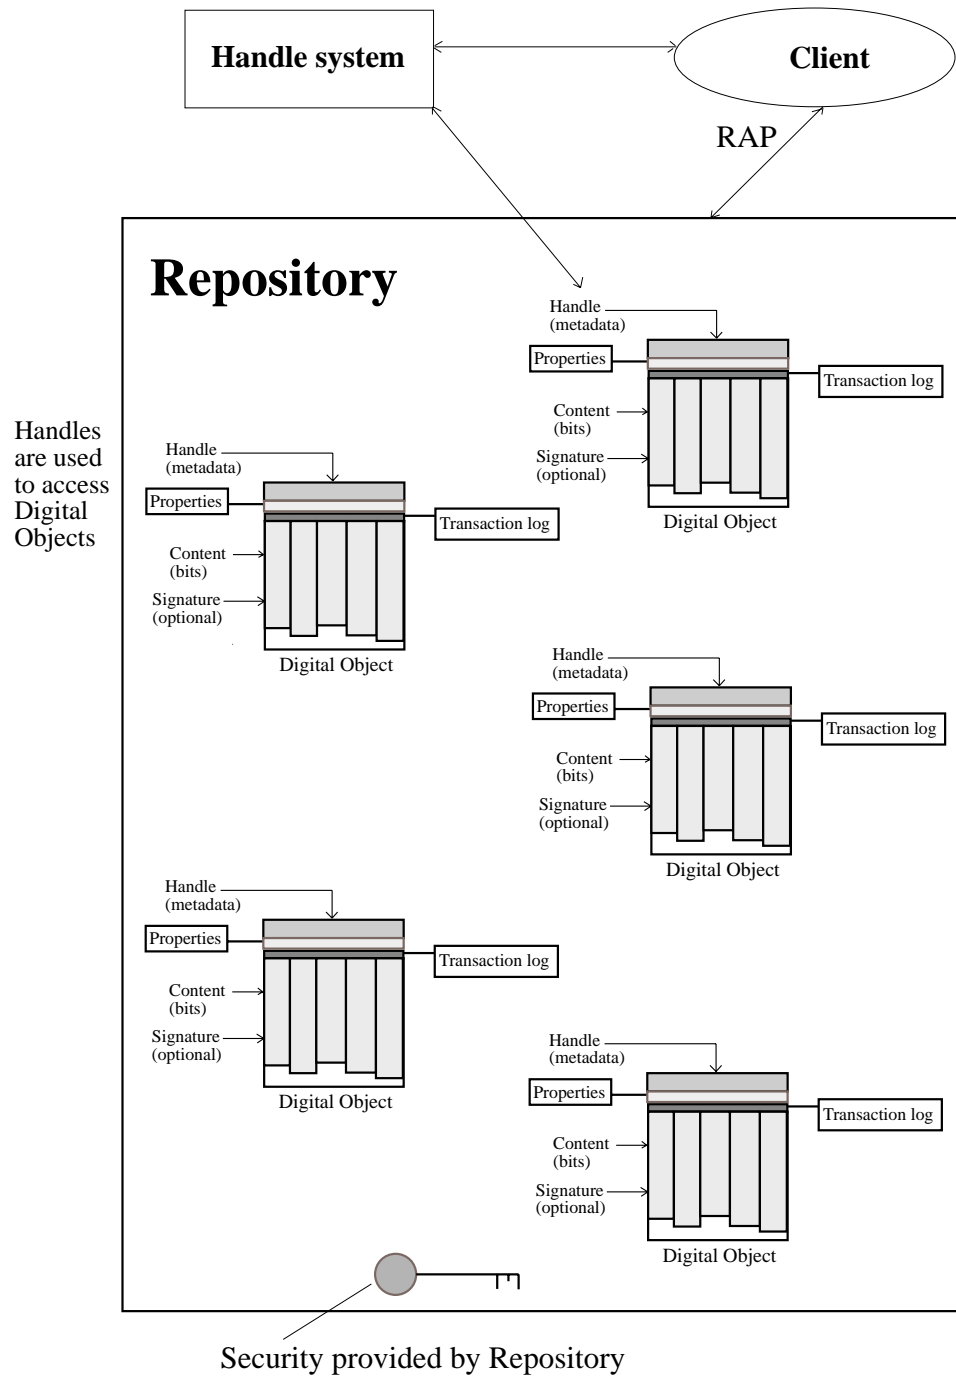 Handle system
Client
RAP
Repository
Handle
(metadata)
Properties
Transaction log
Content
(bits)
Signature
(optional)
Digital Object
Handles
are used
to access
Digital
Objects
Handle
(metadata)
Properties
Transaction log
Content
(bits)
Signature
(optional)
Digital Object
Handle
(metadata)
Properties
Transaction log
Content
(bits)
Signature
(optional)
Digital Object
Handle
(metadata)
Properties
Transaction log
Content
(bits)
Signature
(optional)
Digital Object
Handle
(metadata)
Properties
Transaction log
Content
(bits)
Signature
(optional)
Digital Object
Security provided by Repository